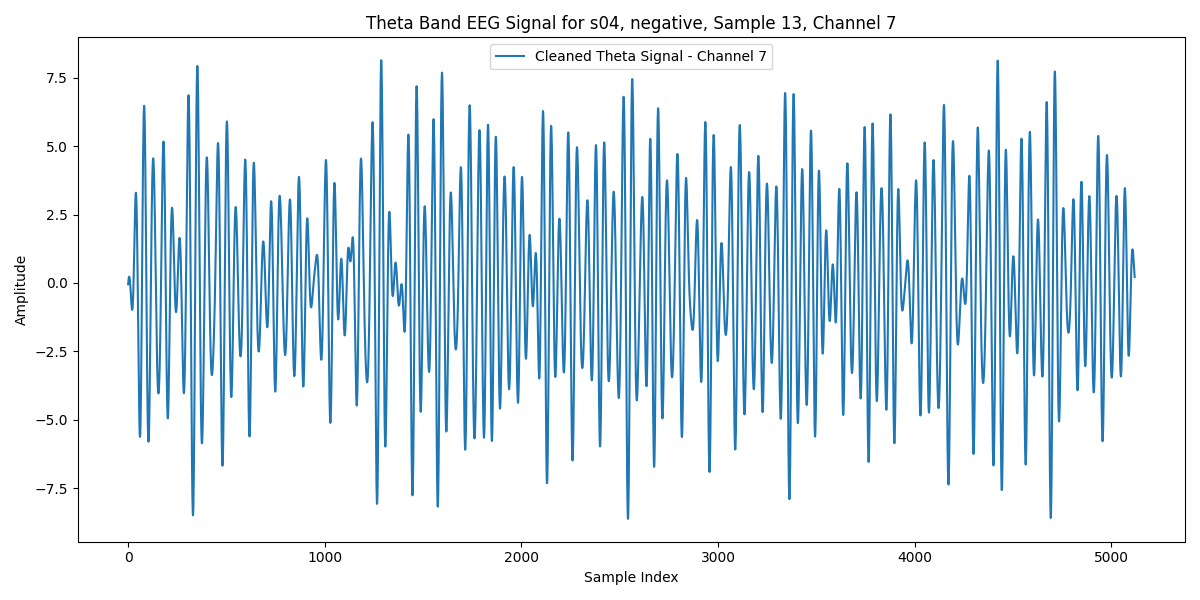 Theta Band EEG Signal for s04, negative, Sample 13, Channel 7
Cleaned Theta Signal - Channel 7
7.5
5.0
2.5
0.0
−2.5
−5.0
−7.5
Amplitude
0 1000 2000 3000 4000 5000
Sample Index